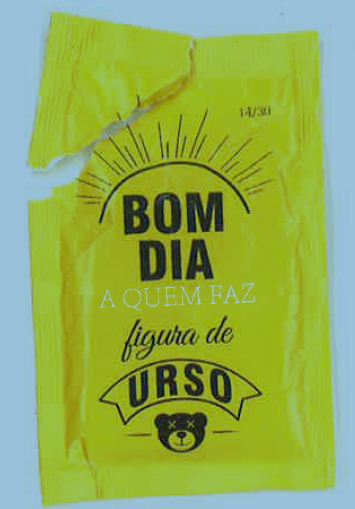 14/30
BOM
DIA
A QUEM FAZ
figura de
URSO